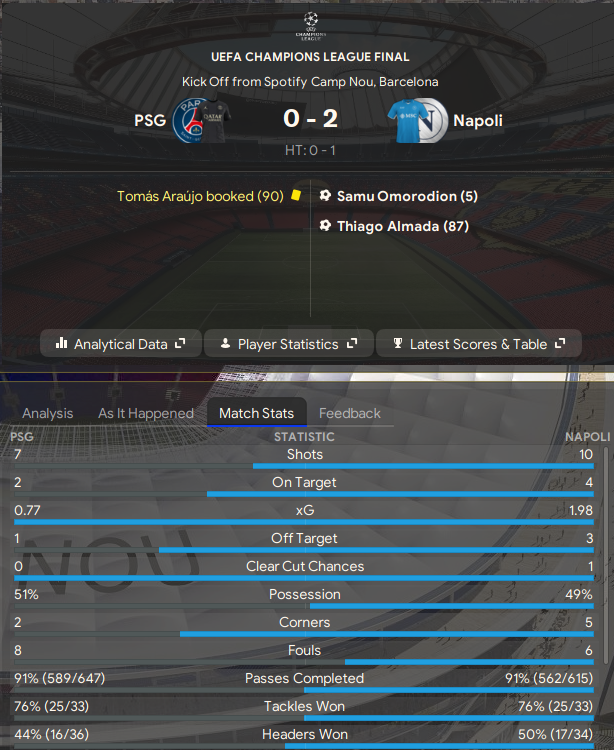 CHAMPIONS
LEAGUE
UEFA CHAMPIONS LEAGUE FINAL
Kick Off from Spotify Camp Nou, Barcelona
PSG 0 - 2 Napoli
HT: 0 - 1
Tomás Araújo booked (90) Samu Omorodion (5)
Thiago Almada (87)
Analytical Data Player Statistics Latest Scores & Table
Analysis As It Happened Match Stats Feedback
PSG STATISTIC NAPOLI
7 Shots 10
2 On Target 4
0.77 xG 1.98
1 Off Target 3
0 Clear Cut Chances 1
51% Possession 49%
2 Corners 5
8 Fouls 6
91% (589/647) Passes Completed 91% (562/615)
76% (25/33) Tackles Won 76% (25/33)
44% (16/36) Headers Won 50% (17/34)
NOU